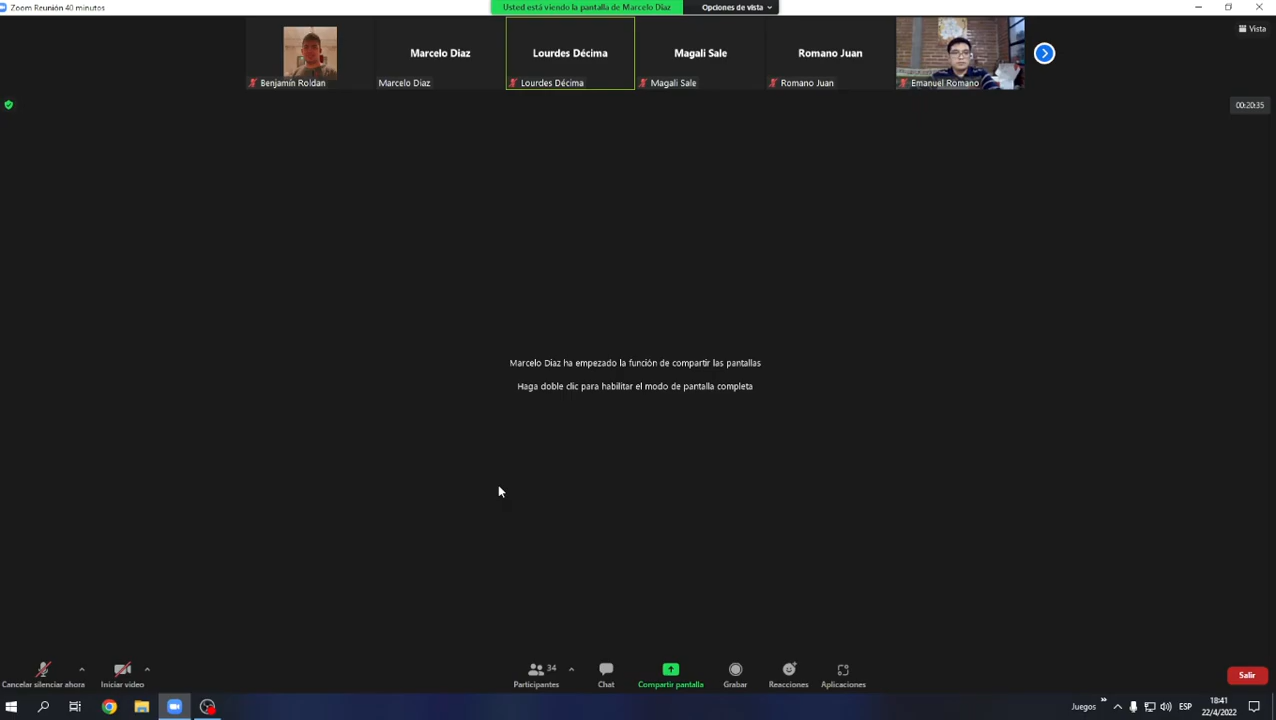 Zoom Reunión 40 minutos
Usted está viendo la pantalla de Marcelo Diaz
Opciones de vista
Marcelo Diaz
Lourdes Décima
Magali Sale
Romano Juan
Benjamín Roldan
Marcelo Diaz
Lourdes Décima
Magali Sale
Romano Juan
Emanuel Romano
Vista
00:20:35
Marcelo Diaz ha empezado la función de compartir las pantallas
Haga doble clic para habilitar el modo de pantalla completa
34
Cancelar silenciar ahora
Iniciar video
Participantes
Chat
Compartir pantalla
Grabar
Reacciones
Aplicaciones
Salir
Juegos
ESP
18:41
22/4/2022